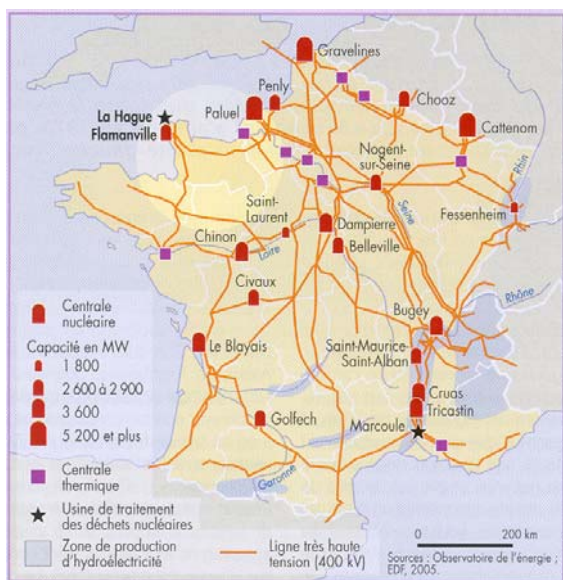 Gravelines
Penly
Chooz
Paluel
La Hague
Flamanville
Cattenom
Nogent-
sur-Seine
Rhin
Seine
Fessenheim
Saint-
Laurent
Dampierre
Chinon
Loire
Belleville
Civaux
Rhône
Bugey
Le Blayais
Saint-Maurice-
Saint-Alban
Cruas
Tricastin
Golfech
Marcoule
Garonne
Centrale
nucléaire
Capacité en MW
1 800
2 600 à 2 900
3 600
5 200 et plus
Centrale
thermique
Usine de traitement
des déchets nucléaires
Zone de production
d'hydroélectricité
Ligne très haute
tension (400 kV)
0 200 km
Sources : Observatoire de l'énergie ;
EDF, 2005.